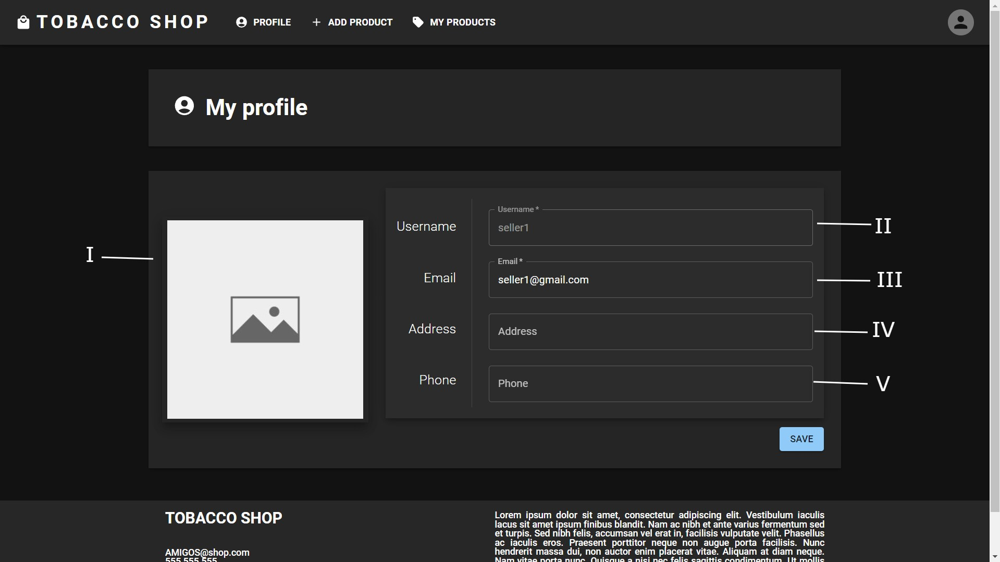 TOBACCO SHOP
PROFILE
ADD PRODUCT
MY PRODUCTS
My profile
I
Username
Username *
seller1
II
Email
Email *
seller1@gmail.com
III
Address
Address
IV
Phone
Phone
V
SAVE
TOBACCO SHOP
AMIGOS@shop.com
555 555 555
Lorem ipsum dolor sit amet, consectetur adipiscing elit. Vestibulum iaculis
lacus sit amet ipsum finibus blandit. Nam ac nibh et ante varius fermentum sed
et turpis. Sed nibh felis, accumsan vel erat in, facilisis vulputate velit. Phasellus
ac iaculis eros. Praesent porttitor neque non augue porta facilisis. Nunc
hendrerit massa dui, non auctor enim placerat vitae. Aliquam at diam neque.
Nam vitae porta nunc. Quisque a nisi nec felis sagittis condimentum. Ut mollis